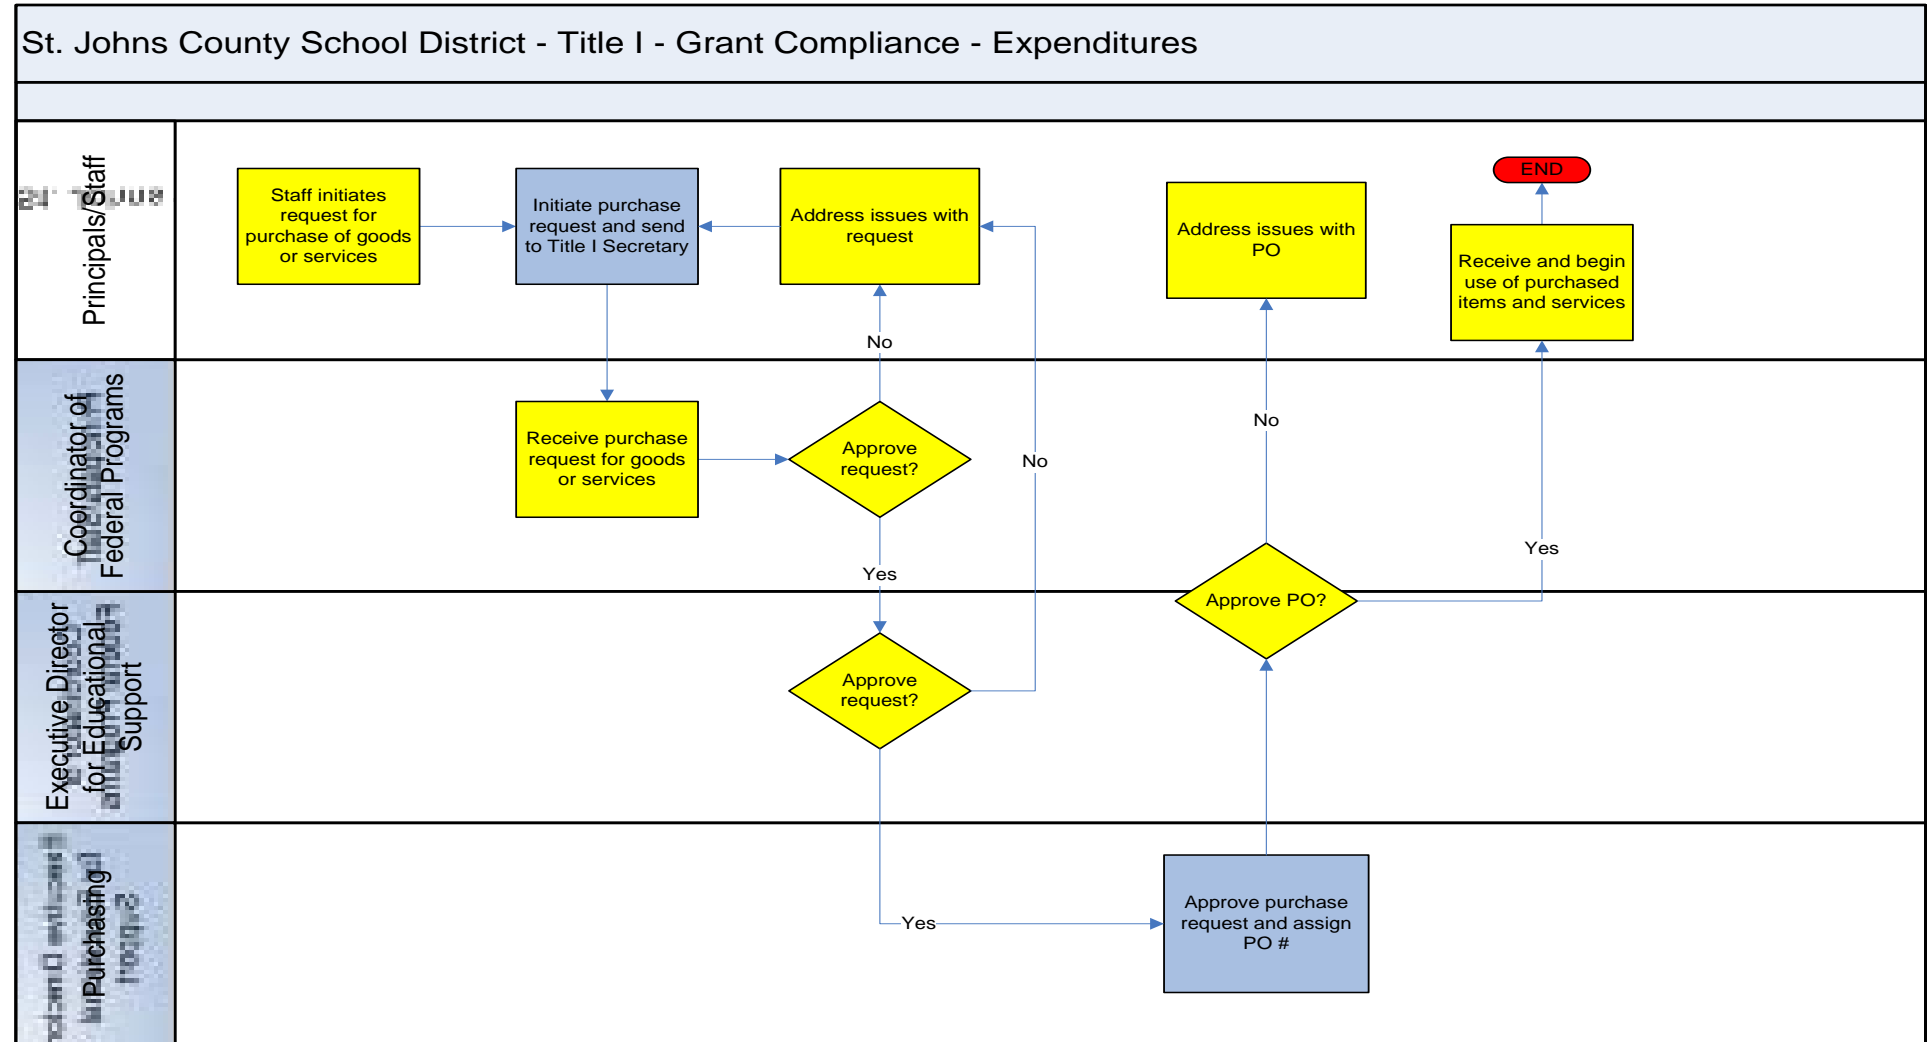 St. Johns County School District - Title I - Grant Compliance - Expenditures
Principals/Staff
Staff initiates
request for
purchase of goods
or services
Initiate purchase
request and send
to Title I Secretary
Address issues with
request
Address issues with
PO
END
Receive and begin
use of purchased
items and services
No
Coordinator of
Federal Programs
Receive purchase
request for goods
or services
Approve
request?
No
No
Yes
Yes
Executive Director
for Educational
Support
Approve
request?
Approve PO?
Purchasing
Yes
Approve purchase
request and assign
PO #